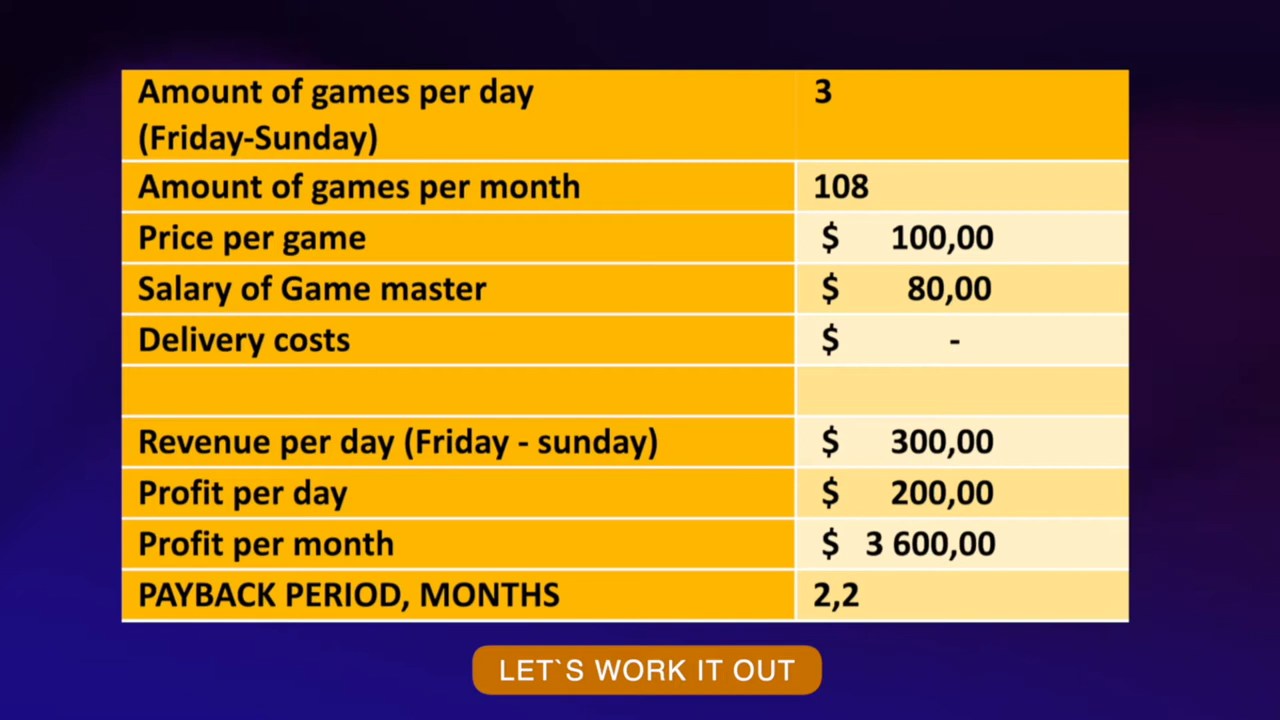 Amount of games per day
(Friday-Sunday)
3
Amount of games per month 108
Price per game $ 100,00
Salary of Game master $ 80,00
Delivery costs $ -
Revenue per day (Friday - sunday) $ 300,00
Profit per day $ 200,00
Profit per month $ 3 600,00
PAYBACK PERIOD, MONTHS 2,2
LET`S WORK IT OUT